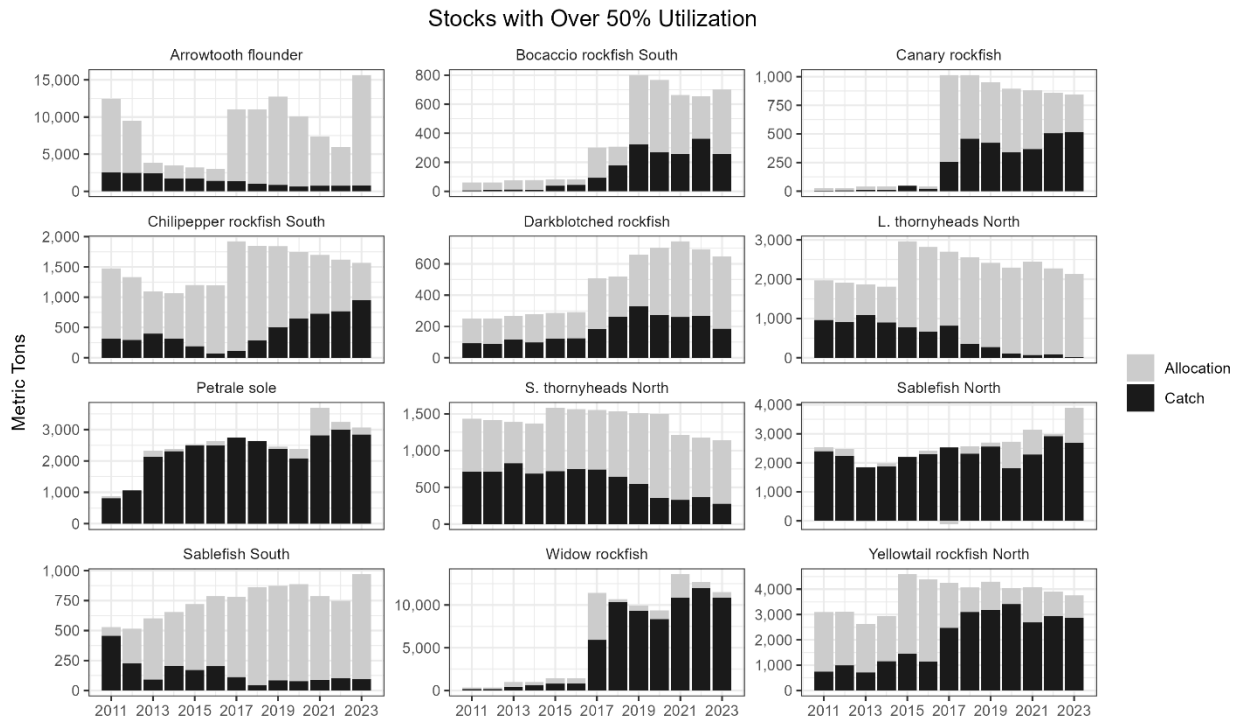 Stocks with Over 50% Utilization
Arrowtooth flounder
Bocaccio rockfish South
Canary rockfish
15,000
10,000
5,000
0
800
600
400
200
0
1,000
750
500
250
0
Chilipepper rockfish South
Darkblotched rockfish
L. thornyheads North
2,000
1,500
1,000
500
0
600
400
200
0
3,000
2,000
1,000
0
Metric Tons
Allocation
Catch
Petrale sole
S. thornyheads North
Sablefish North
3,000
2,000
1,000
0
1,500
1,000
500
0
4,000
3,000
2,000
1,000
0
Sablefish South
Widow rockfish
Yellowtail rockfish North
1,000
750
500
250
0
10,000
5,000
0
4,000
3,000
2,000
1,000
0
2011 2013 2015 2017 2019 2021 2023
2011 2013 2015 2017 2019 2021 2023
2011 2013 2015 2017 2019 2021 2023